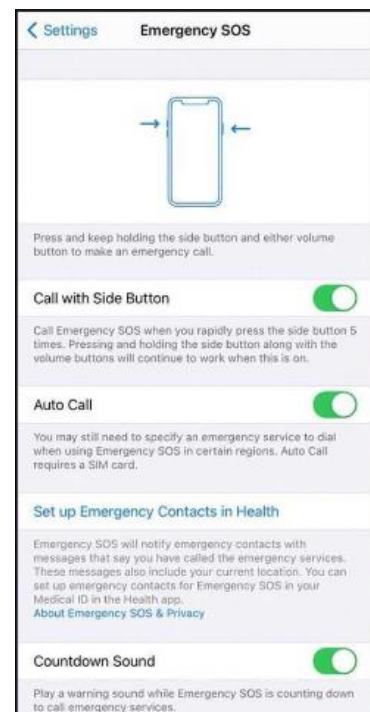 Settings
Emergency SOS
Press and keep holding the side button and either volume
button to make an emergency call.
Call with Side Button
Call Emergency SOS when you rapidly press the side button 5
times. Pressing and holding the side button along with the
volume buttons will continue to work when this is on.
Auto Call
You may still need to specify an emergency service to dial
when using Emergency SOS in certain regions. Auto Call
requires a SIM card.
Set up Emergency Contacts in Health
Emergency SOS will notify emergency contacts with
messages that say you have called the emergency services.
These messages also include your current location. You can
set up emergency contacts for Emergency SOS in your
Medical ID in the Health app.
About Emergency SOS & Privacy
Countdown Sound
Play a warning sound while Emergency SOS is counting down
to call emergency services.